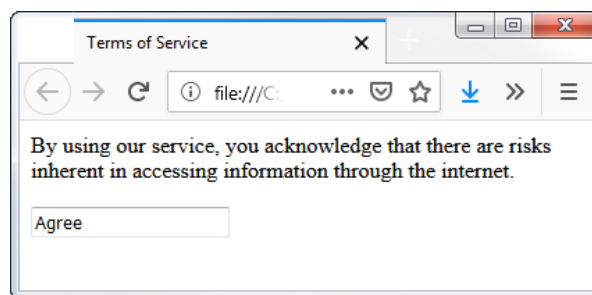 Terms of Service
file:///C:
By using our service, you acknowledge that there are risks
inherent in accessing information through the internet.
Agree